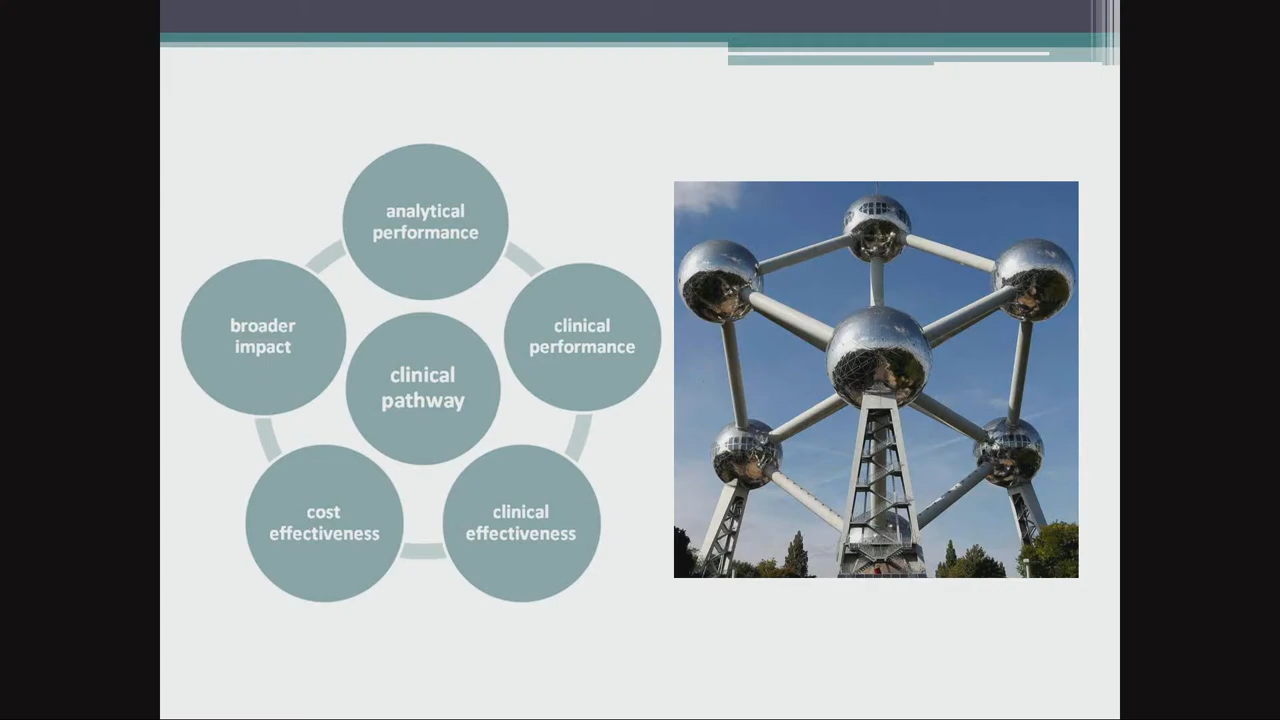 analytical
performance
clinical
performance
clinical
effectiveness
cost
effectiveness
broader
impact
clinical
pathway